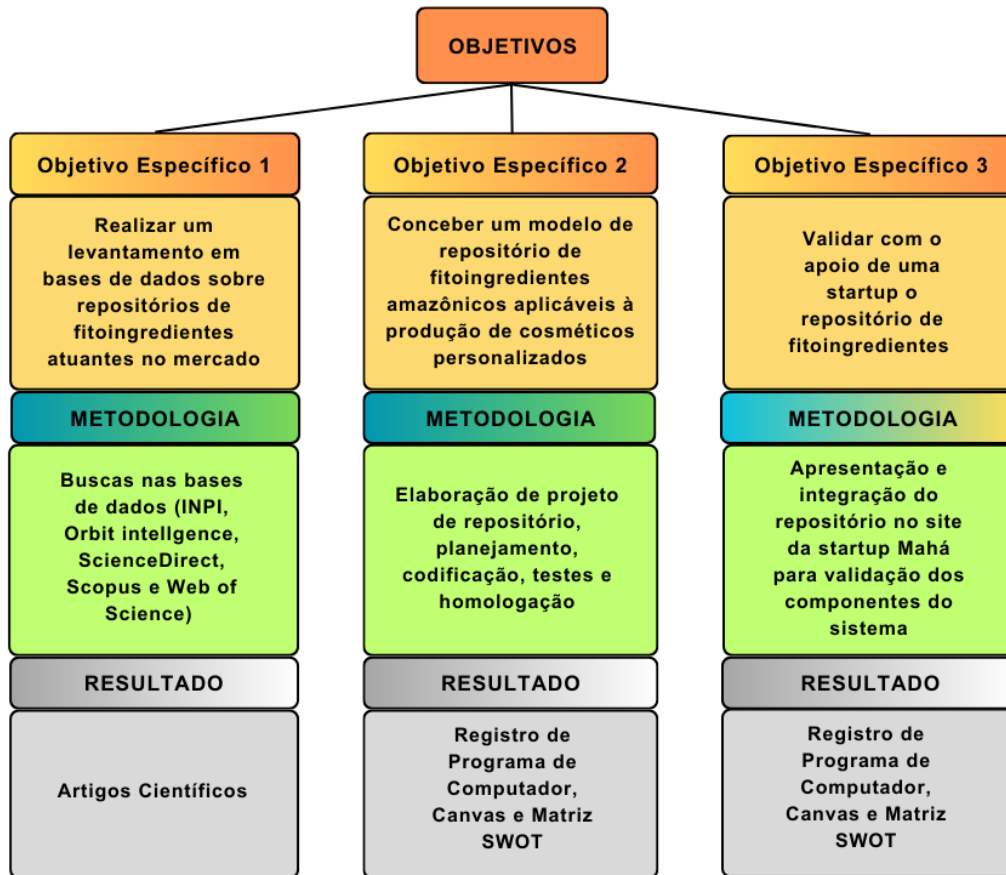 OBJETIVOS
Objetivo Específico 1
Realizar um
levantamento em
bases de dados sobre
repositórios de
fitoingredientes
atuantes no mercado
METODOLOGIA
Buscas nas bases
de dados (INPI,
Orbit intellgence,
ScienceDirect,
Scopus e Web of
Science)
RESULTADO
Artigos Científicos
Objetivo Específico 2
Conceber um modelo de
repositório de
fitoingredientes
amazônicos aplicáveis à
produção de cosméticos
personalizados
METODOLOGIA
Elaboração de projeto
de repositório,
planejamento,
codificação, testes e
homologação
RESULTADO
Registro de
Programa de
Computador,
Canvas e Matriz
SWOT
Objetivo Específico 3
Validar com o
apoio de uma
startup o
repositório de
fitoingredientes
METODOLOGIA
Apresentação e
integração do
repositório no site
da startup Mahá
para validação dos
componentes do
sistema
RESULTADO
Registro de
Programa de
Computador,
Canvas e Matriz
SWOT